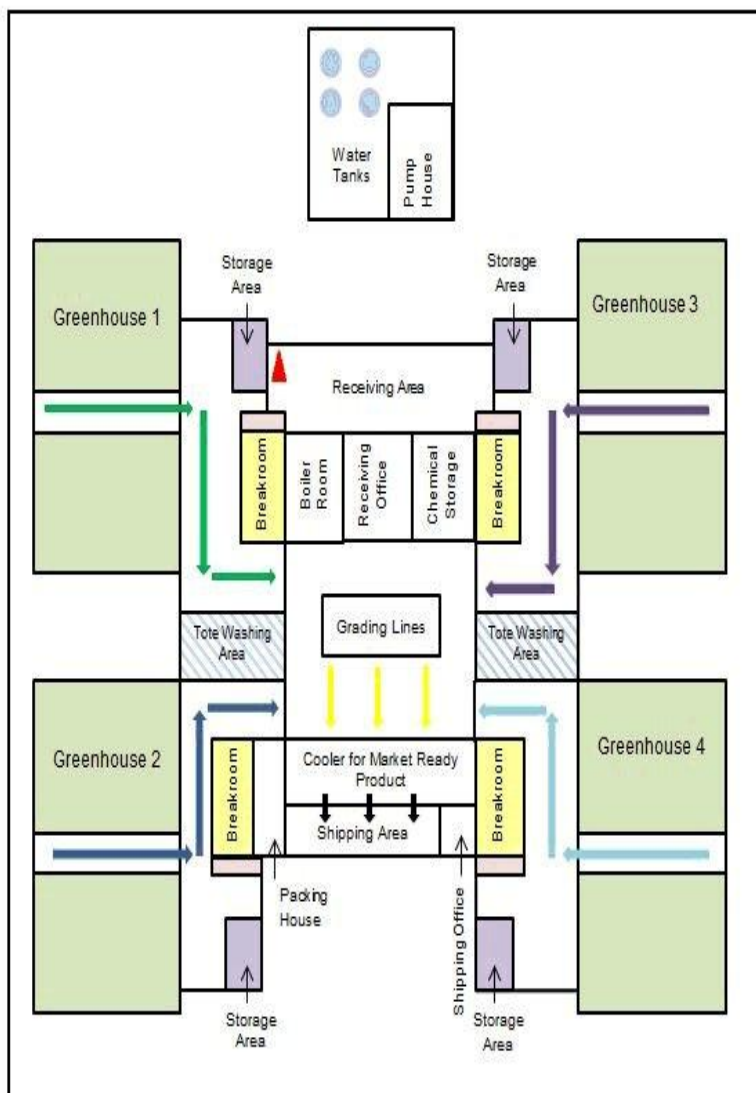 Water
Tanks
Pump
House
Storage
Area
Storage
Area
Greenhouse 1
Greenhouse 3
Receiving Area
Breakroom
Boiler
Room
Receiving
Office
Chemical
Storage
Breakroom
Grading Lines
Tote Washing
Area
Tote Washing
Area
Greenhouse 2
Greenhouse 4
Breakroom
Cooler for Market Ready
Product
Breakroom
Shipping Area
Packing
House
Shipping Office
Storage
Area
Storage
Area